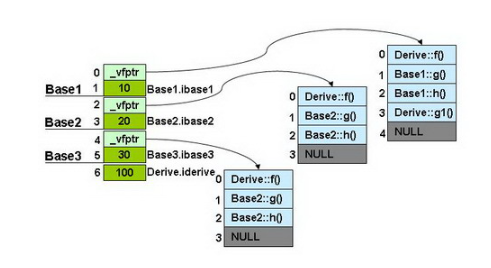 0 _vfptr
Base1 1 10 Base1.ibase1
2 _vfptr
Base2 3 20 Base2.ibase2
4 _vfptr
Base3 5 30 Base3.ibase3
6 100 Derive.iderive
0 Derive::f()
1 Base1::g()
2 Base1::h()
3 Derive::g1()
4 NULL
0 Derive::f()
1 Base2::g()
2 Base2::h()
3 NULL
0 Derive::f()
1 Base2::g()
2 Base2::h()
3 NULL